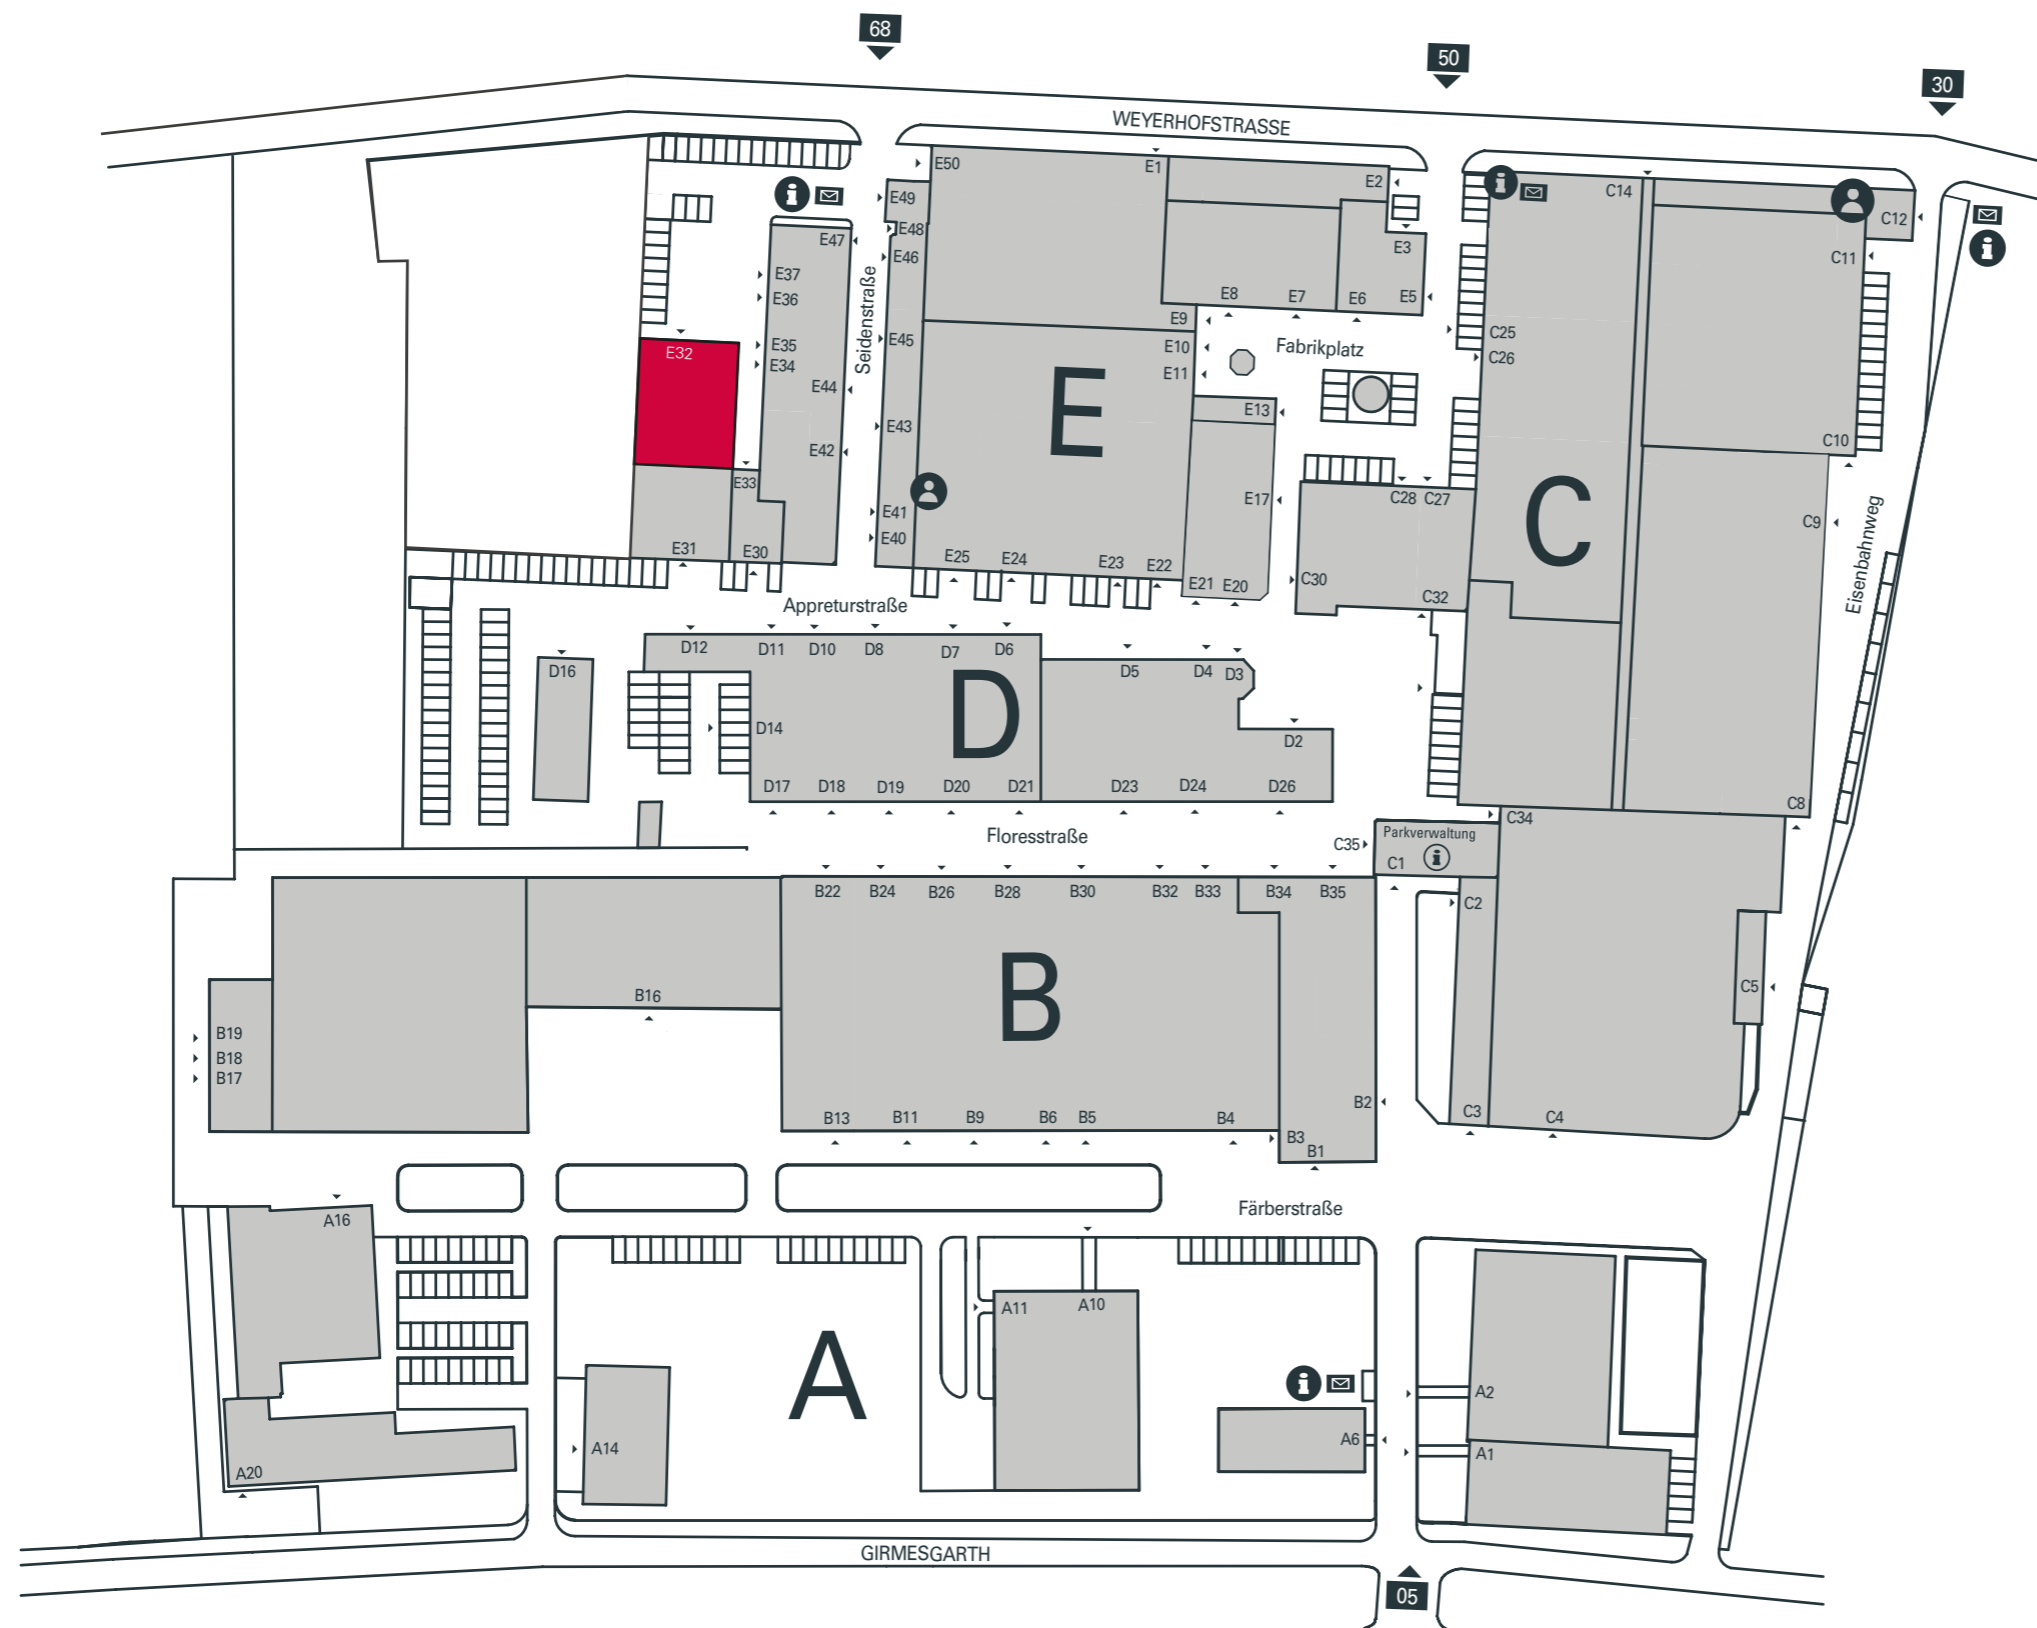 68
50
30
WEYERHOFSTRASSE
E50
E1
E2
C14
C12
E49
E48
E47
E46
E3
C11
E37
E36
E8
E7
E6
E5
Seidenstraße
E9
E45
E35
E32
E34
E10
E11
Fabrikplatz
C25
C26
E44
E13
E43
E42
E
C10
E33
E17
C28
C27
C
C9
E41
E40
E31
E30
E25
E24
E23
E22
E21
E20
C30
C32
Eisenbahnweg
Appreturstraße
D12
D11
D10
D8
D7
D6
D16
D5
D4
D3
D
D14
D2
D17
D18
D19
D20
D21
D23
D24
D26
C8
C34
Floresstraße
Parkverwaltung
C35
C1
B22
B24
B26
B28
B30
B32
B33
B34
B35
C2
B
B16
C5
B19
B18
B17
B13
B11
B9
B6
B5
B4
B2
B3
B1
C3
C4
Färberstraße
A16
A11
A10
A
A2
A14
A6
A1
A20
GIRMESGARTH
05